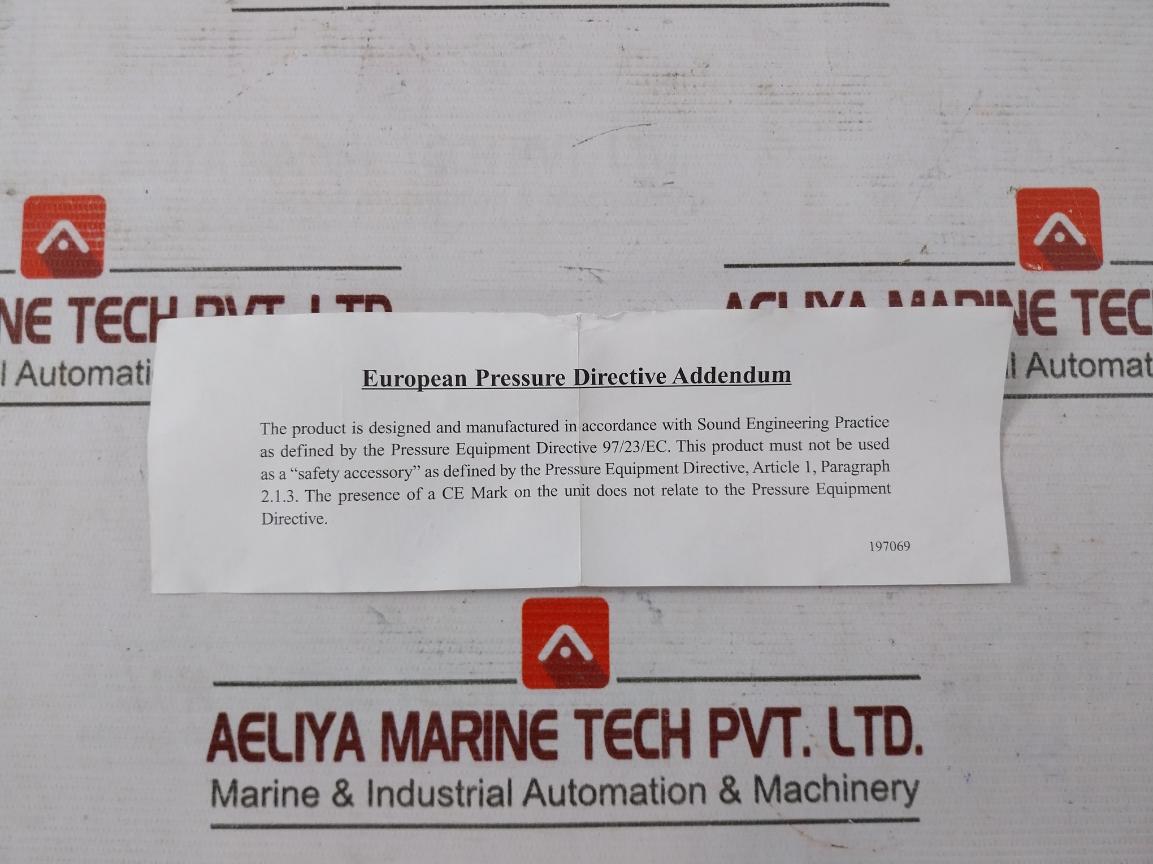 NE TECH PVT. LTD.
AELIYA MARINE TEC
l Automati
l Automat
European Pressure Directive Addendum
The product is designed and manufactured in accordance with Sound Engineering Practice
as defined by the Pressure Equipment Directive 97/23/EC. This product must not be used
as a “safety accessory” as defined by the Pressure Equipment Directive, Article 1, Paragraph
2.1.3. The presence of a CE Mark on the unit does not relate to the Pressure Equipment
Directive.
197069
AELIYA MARINE TECH PVT. LTD.
Marine & Industrial Automation & Machinery